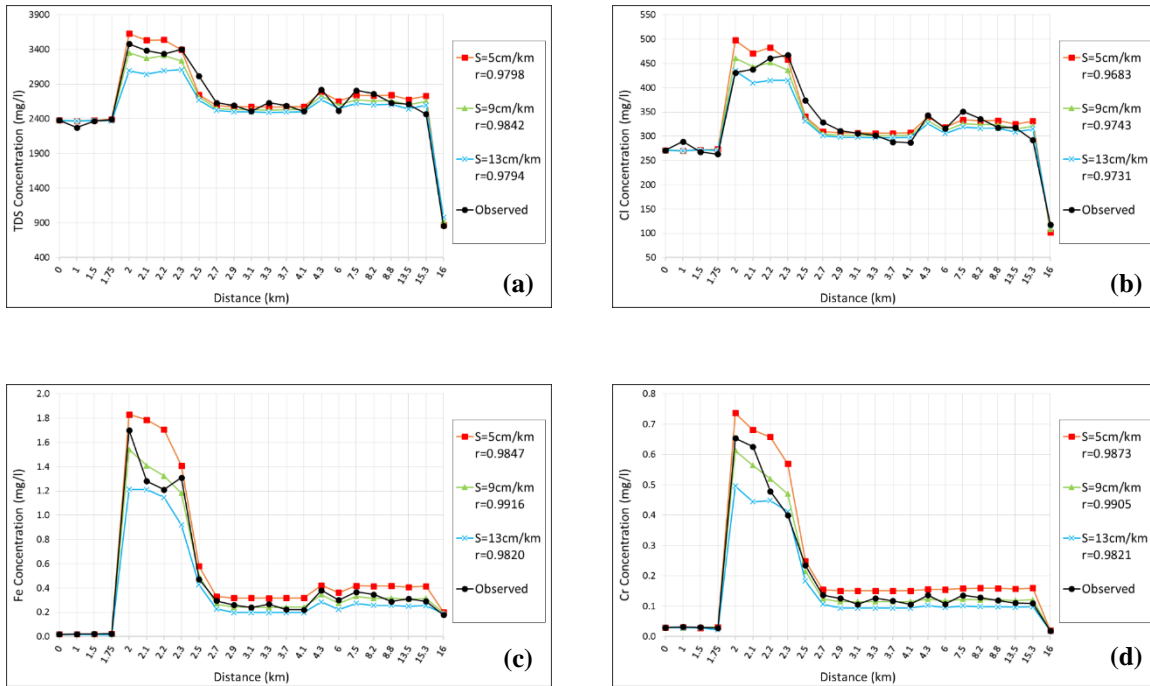 3900
3400
2900
2400
1900
1400
900
400
TDS Concentration (mg/l)
0 1 1.5 1.75 2 2.1 2.2 2.3 2.5 2.7 2.9 3.1 3.3 3.7 4.1 4.3 6 7.5 8.2 8.8 13.5 15.3 16
Distance (km)
S=5cm/km
r=0.9798
S=9cm/km
r=0.9842
S=13cm/km
r=0.9794
Observed
(a)
550
500
450
400
350
300
250
200
150
100
50
Cl Concentration (mg/l)
0 1 1.5 1.75 2 2.1 2.2 2.3 2.5 2.7 2.9 3.1 3.3 3.7 4.1 4.3 6 7.5 8.2 8.8 13.5 15.3 16
Distance (km)
S=5cm/km
r=0.9683
S=9cm/km
r=0.9743
S=13cm/km
r=0.9731
Observed
(b)
2.0
1.8
1.6
1.4
1.2
1.0
0.8
0.6
0.4
0.2
0.0
Fe Concentration (mg/l)
0 1 1.5 1.75 2 2.1 2.2 2.3 2.5 2.7 2.9 3.1 3.3 3.7 4.1 4.3 6 7.5 8.2 8.8 13.5 15.3 16
Distance (km)
S=5cm/km
r=0.9847
S=9cm/km
r=0.9916
S=13cm/km
r=0.9820
Observed
(c)
0.8
0.7
0.6
0.5
0.4
0.3
0.2
0.1
0.0
Cr Concentration (mg/l)
0 1 1.5 1.75 2 2.1 2.2 2.3 2.5 2.7 2.9 3.1 3.3 3.7 4.1 4.3 6 7.5 8.2 8.8 13.5 15.3 16
Distance (km)
S=5cm/km
r=0.9873
S=9cm/km
r=0.9905
S=13cm/km
r=0.9821
Observed
(d)